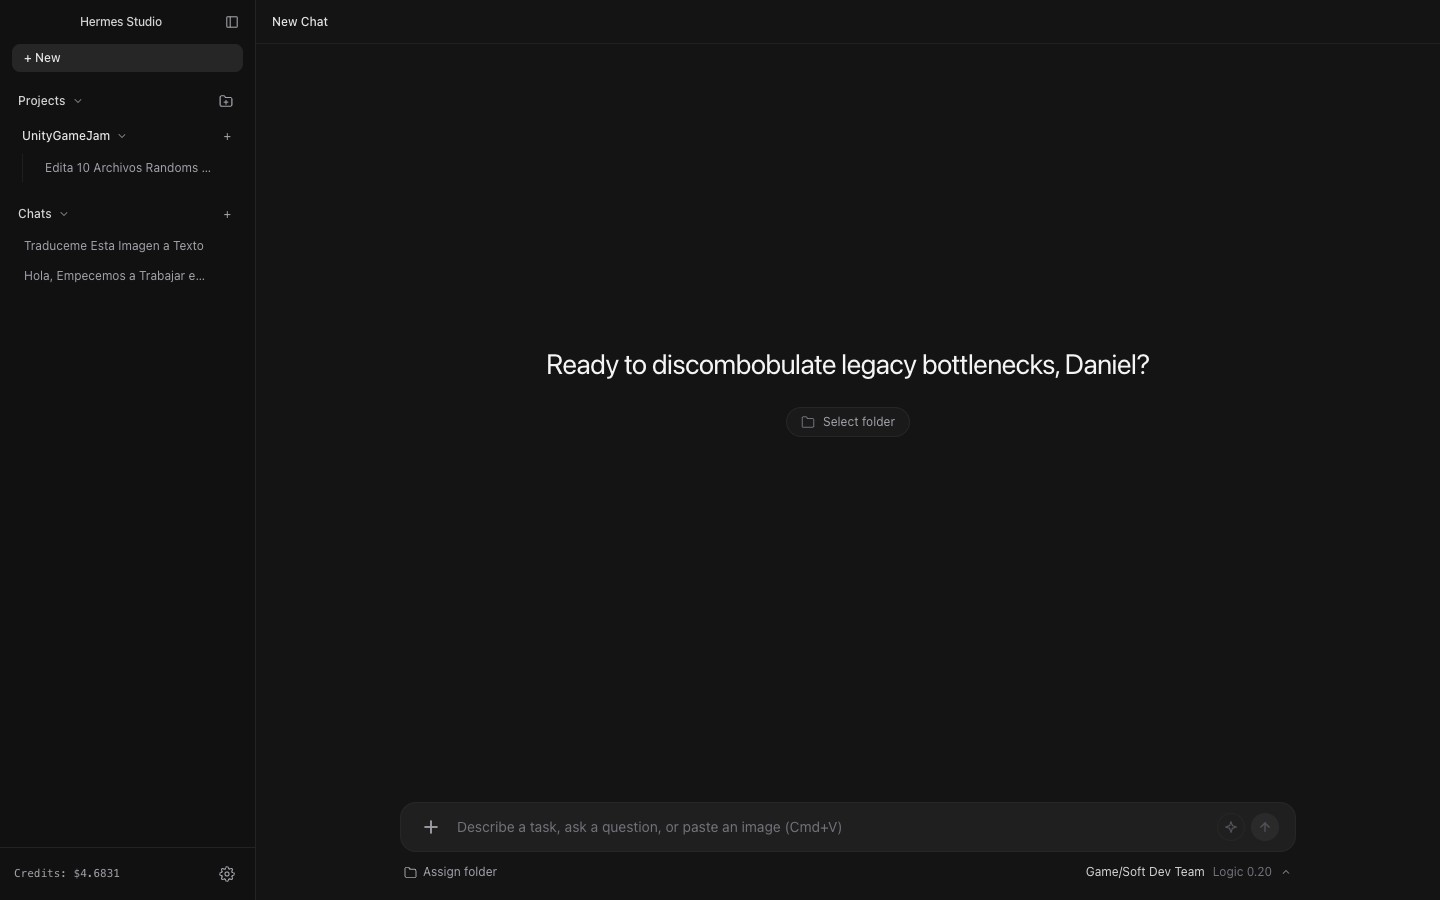 Hermes Studio
New Chat
+ New
Projects
UnityGameJam
+
Edita 10 Archivos Randoms ...
Chats
+
Traduceme Esta Imagen a Texto
Hola, Empecemos a Trabajar e...
Ready to discombobulate legacy bottlenecks, Daniel?
Select folder
Describe a task, ask a question, or paste an image (Cmd+V)
Assign folder
Game/Soft Dev Team Logic 0.20
Credits: $4.6831